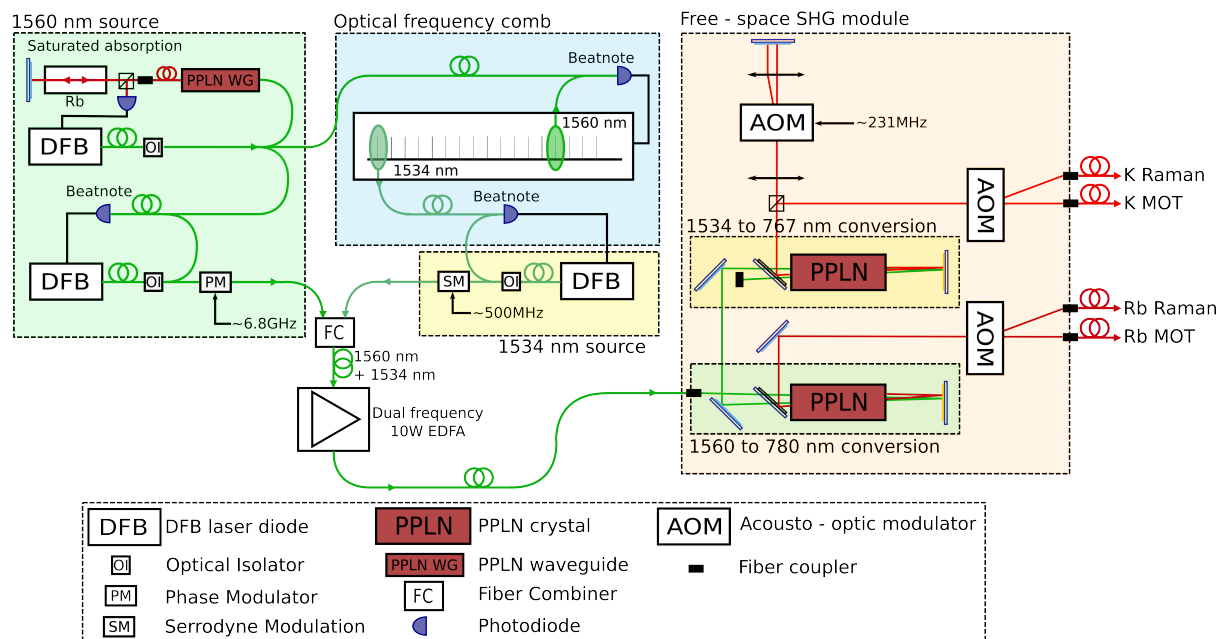 1560 nm source
Saturated absorption
Rb
PPLN WG
DFB
OI
Beatnote
DFB
OI
PM
~6.8GHz
Optical frequency comb
Beatnote
1560 nm
1534 nm
Beatnote
SM
OI
DFB
~500MHz
1534 nm source
FC
1560 nm
+ 1534 nm
Dual frequency
10W EDFA
Free - space SHG module
AOM
~231MHz
AOM
K Raman
K MOT
1534 to 767 nm conversion
PPLN
AOM
Rb Raman
Rb MOT
PPLN
1560 to 780 nm conversion
DFB DFB laser diode
PPLN PPLN crystal
AOM Acousto - optic modulator
OI Optical Isolator
PPLN WG PPLN waveguide
Fiber coupler
PM Phase Modulator
FC Fiber Combiner
SM Serrodyne Modulation
Photodiode